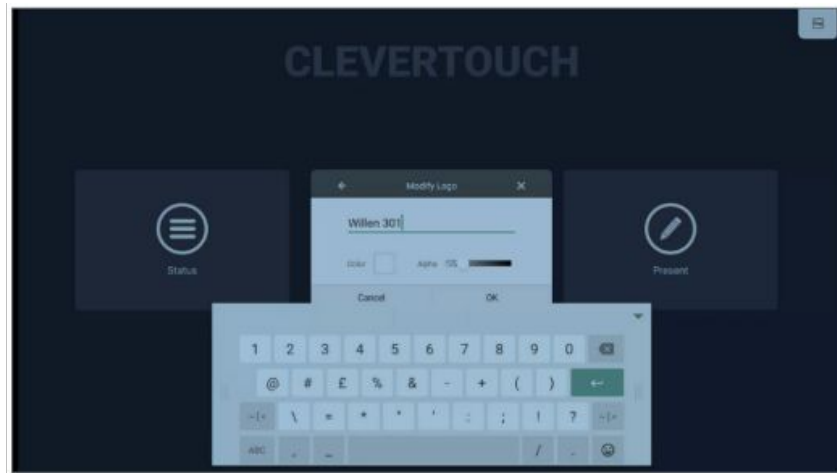 CLEVERTOUCH
Modify Logo
Willen 301
Color
Alpha
Status
Present
Cancel
OK
1 2 3 4 5 6 7 8 9 0
@ # £ % & - + ( )
\ = * " ' : ; ! ?
ABC , _ / .